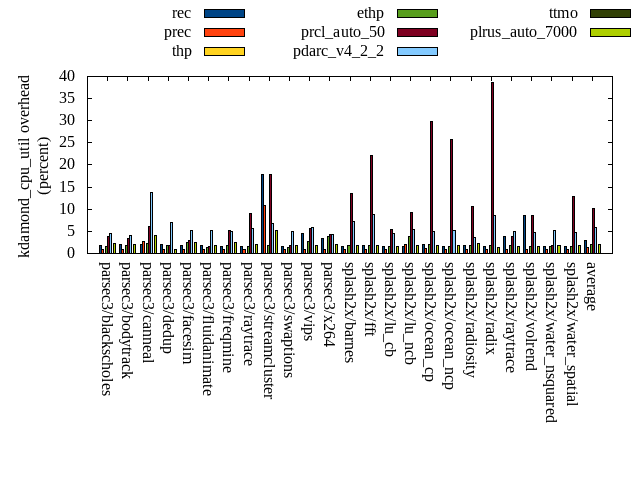 rec ethp ttmo
prec prcl_auto_50 plrus_auto_7000
thp pdarc_v4_2_2
kdamond_cpu_util overhead
(percent)
40
35
30
25
20
15
10
5
0
parsec3/blackscholes
parsec3/bodytrack
parsec3/canneal
parsec3/dedup
parsec3/facesim
parsec3/fluidanimate
parsec3/freqmine
parsec3/raytrace
parsec3/streamcluster
parsec3/swaptions
parsec3/vips
parsec3/x264
splash2x/barnes
splash2x/fft
splash2x/lu_cb
splash2x/lu_ncb
splash2x/ocean_cp
splash2x/ocean_ncp
splash2x/radiosity
splash2x/radix
splash2x/raytrace
splash2x/volrend
splash2x/water_nsquared
splash2x/water_spatial
average